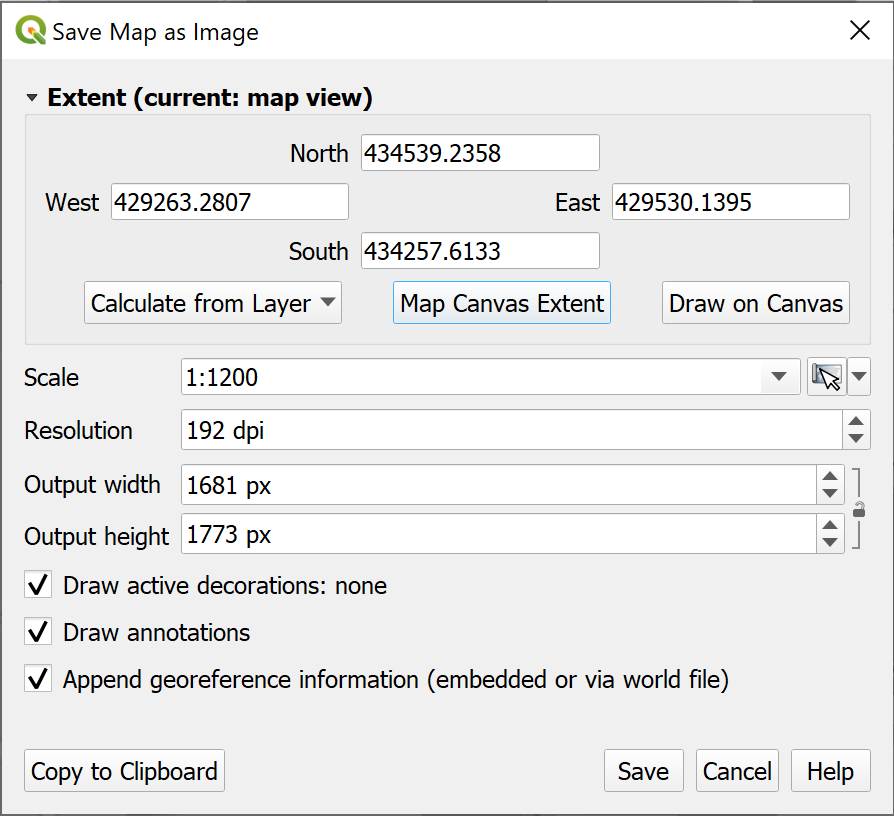 Save Map as Image
Extent (current: map view)
North 434539.2358
West 429263.2807 East 429530.1395
South 434257.6133
Calculate from Layer Map Canvas Extent Draw on Canvas
Scale 1:1200
Resolution 192 dpi
Output width 1681 px
Output height 1773 px
Draw active decorations: none
Draw annotations
Append georeference information (embedded or via world file)
Copy to Clipboard Save Cancel Help